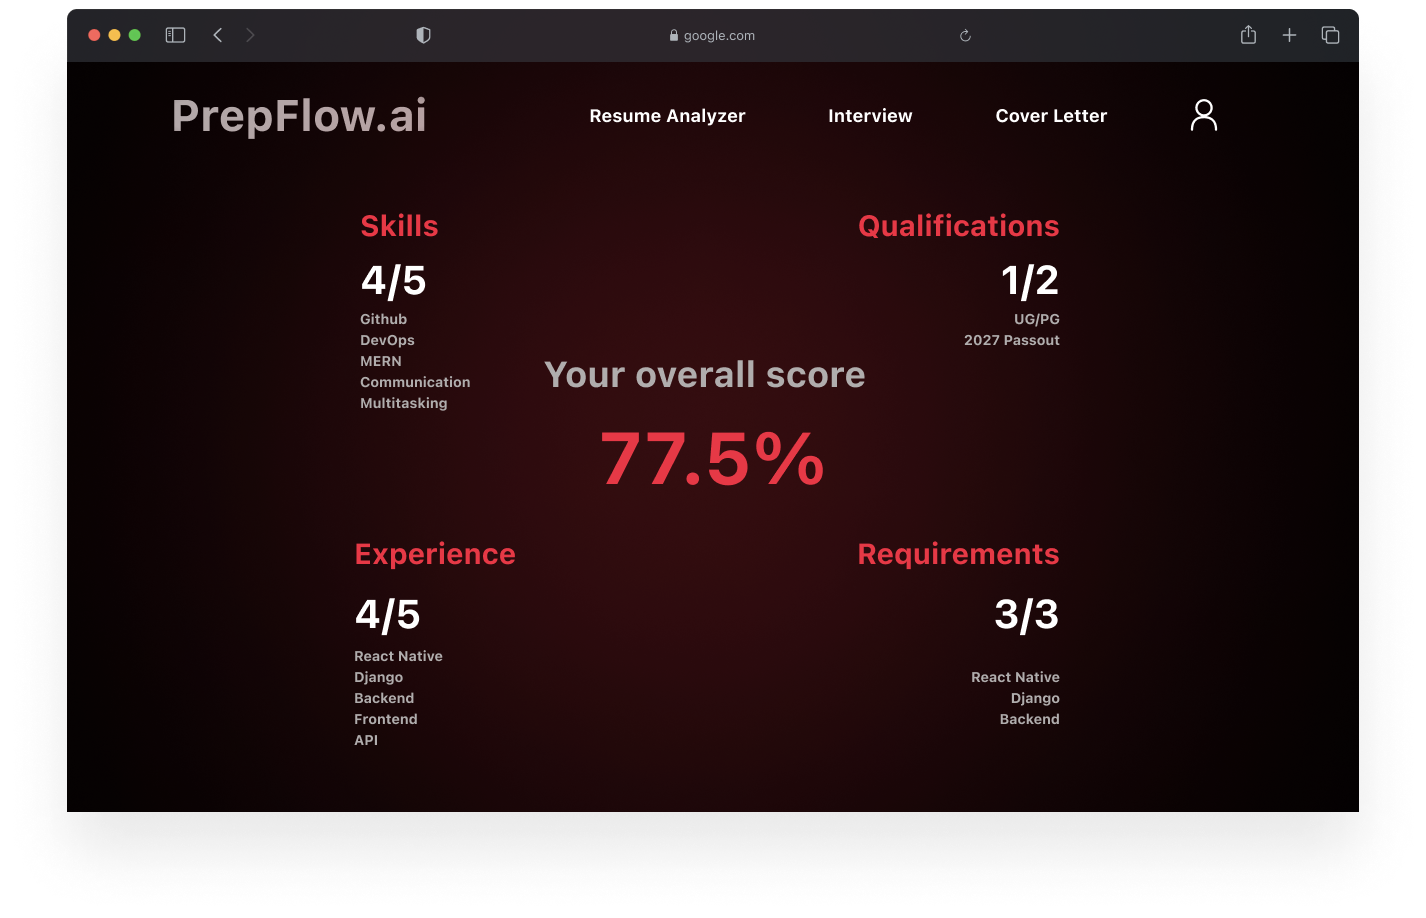 google.com
PrepFlow.ai
Resume Analyzer
Interview
Cover Letter
Skills
4/5
Github
DevOps
MERN
Communication
Multitasking
Qualifications
1/2
UG/PG
2027 Passout
Your overall score
77.5%
Experience
4/5
React Native
Django
Backend
Frontend
API
Requirements
3/3
React Native
Django
Backend